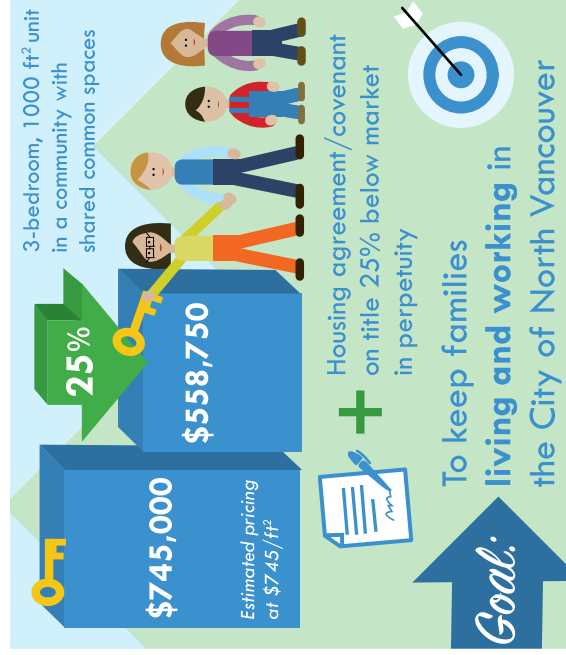 3-bedroom, 1000 ft² unit
in a community with
shared common spaces
25%
$745,000
Estimated pricing
at $745/ft²
$558,750
Housing agreement/covenant
on title 25% below market
in perpetuity
Goal:
To keep families
living and working in
the City of North Vancouver